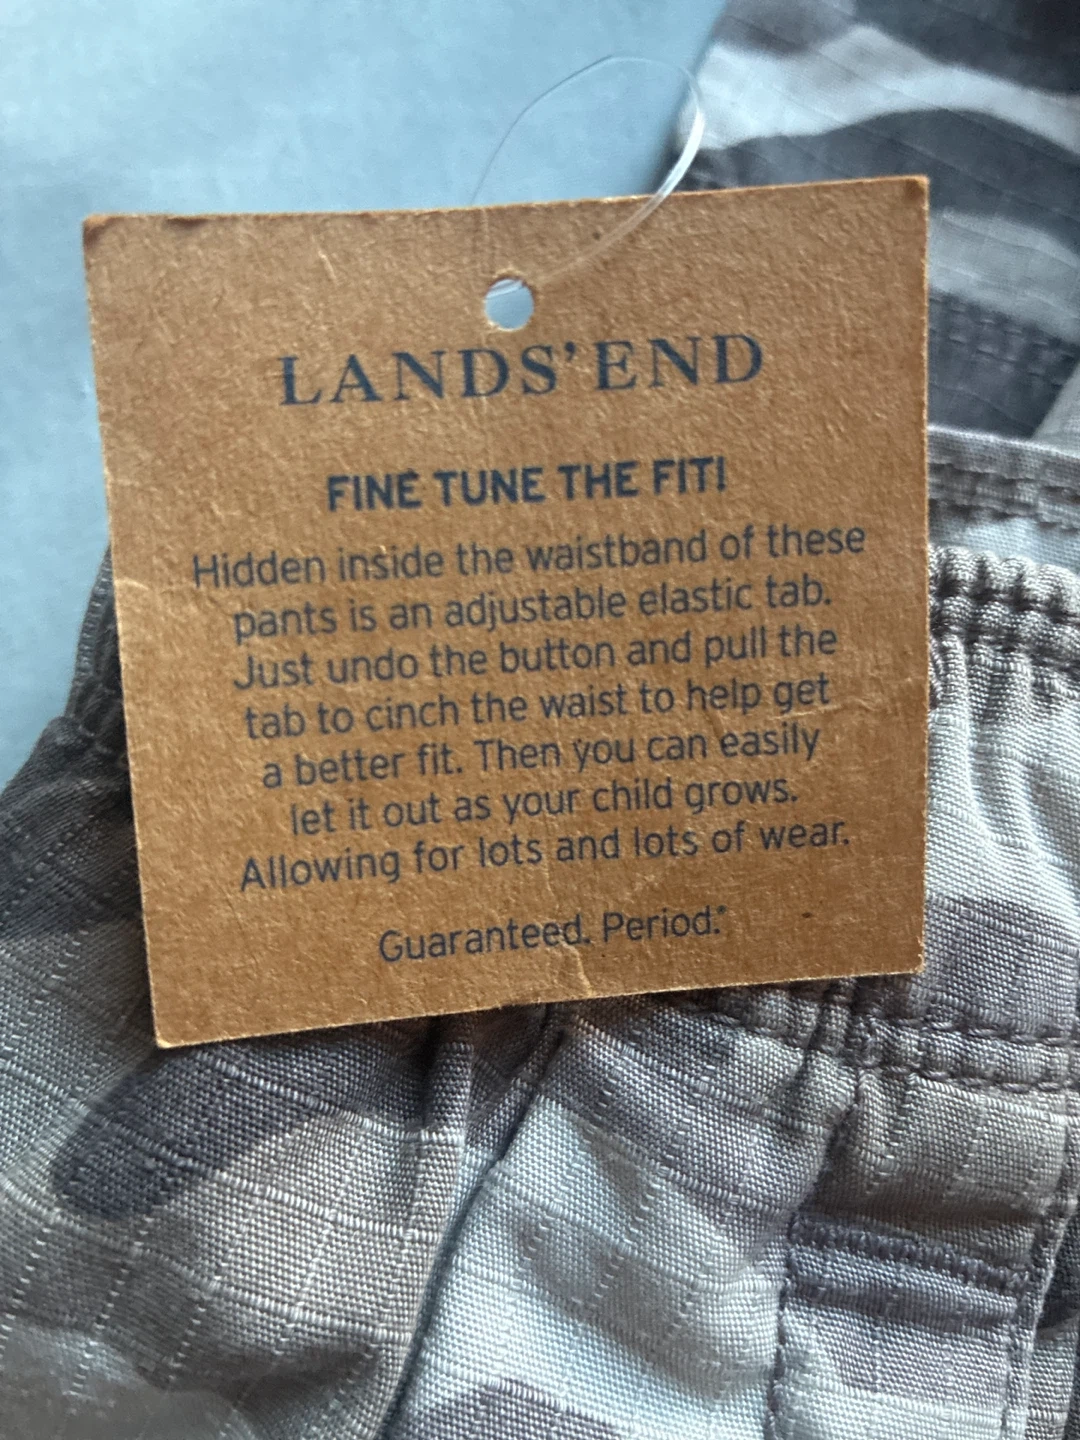 LANDS' END
FINE TUNE THE FIT!
Hidden inside the waistband of these
pants is an adjustable elastic tab.
Just undo the button and pull the
tab to cinch the waist to help get
a better fit. Then you can easily
let it out as your child grows.
Allowing for lots and lots of wear.
Guaranteed. Period.®